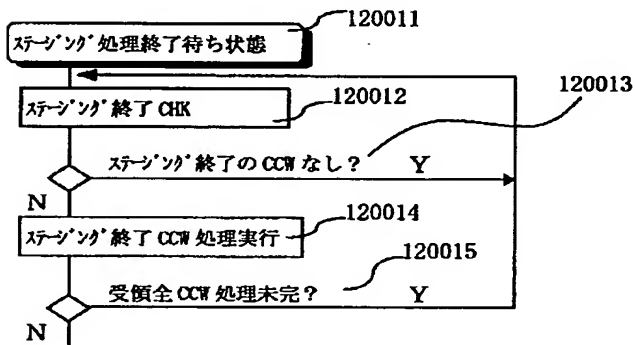 120011
ステージング処理終了待ち状態
120012
120013
ステージング終了 CHK
ステージング終了の CCW なし？ Y
N
120014
ステージング終了 CCW 処理実行
120015
受領全 CCW 処理未完？ Y
N